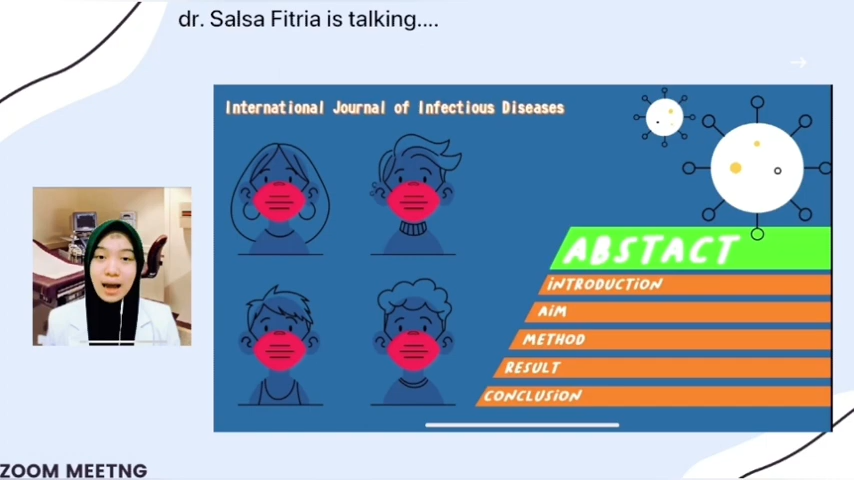 dr. Salsa Fitria is talking....
International Journal of Infectious Diseases
ABSTACT
INTRODUCTION
AIM
METHOD
RESULT
CONCLUSION
ZOOM MEETNG